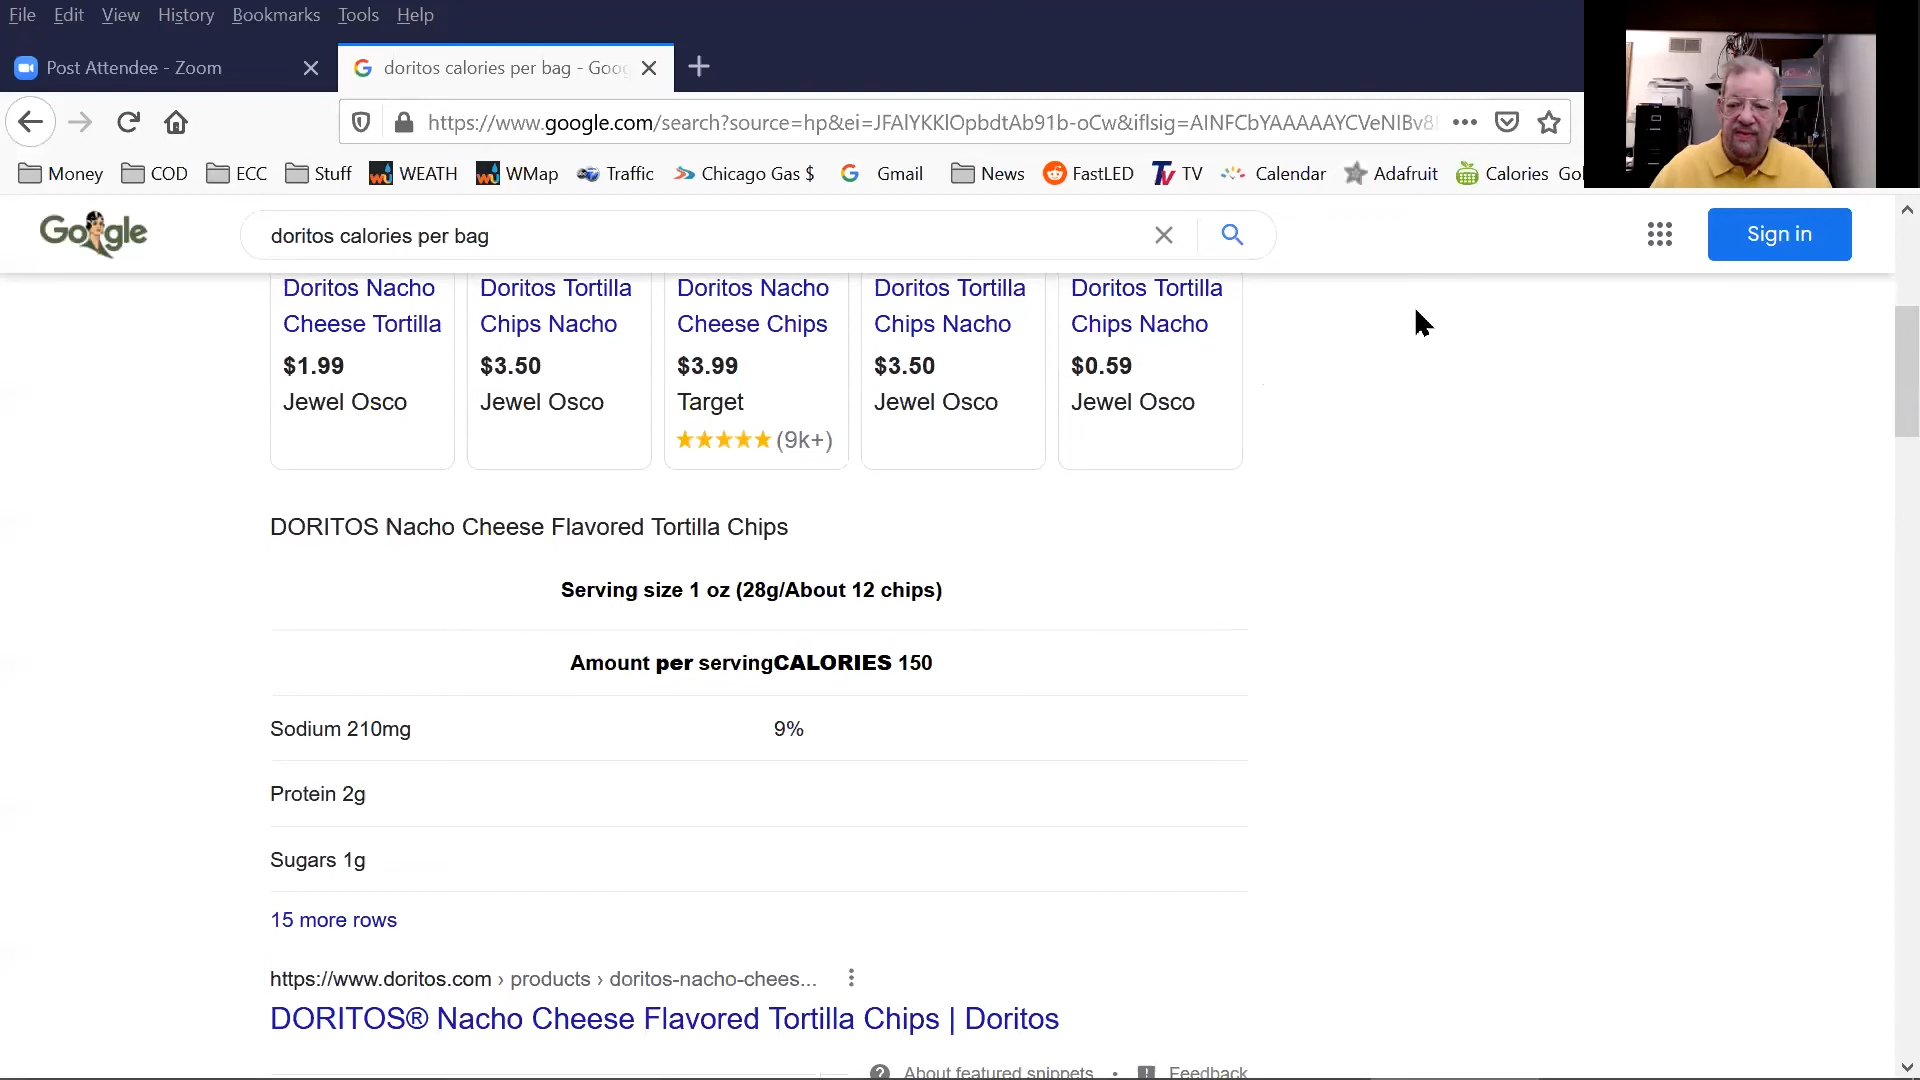 File Edit View History Bookmarks Tools Help
Post Attendee - Zoom
doritos calories per bag - Goo
https://www.google.com/search?source=hp&ei=JFAlYKKlOpbdtAb91b-oCw&iflsig=AINFCbYAAAAAYCVeNIBv8
Money COD ECC Stuff WEATH WMap Traffic Chicago Gas $ Gmail News FastLED TV Calendar Adafruit Calories Go
Google
doritos calories per bag
Sign in
Doritos Nacho Cheese Tortilla
$1.99
Jewel Osco
Doritos Tortilla Chips Nacho
$3.50
Jewel Osco
Doritos Nacho Cheese Chips
$3.99
Target
(9k+)
Doritos Tortilla Chips Nacho
$3.50
Jewel Osco
Doritos Tortilla Chips Nacho
$0.59
Jewel Osco
DORITOS Nacho Cheese Flavored Tortilla Chips
Serving size 1 oz (28g/About 12 chips)
Amount per servingCALORIES 150
Sodium 210mg 9%
Protein 2g
Sugars 1g
15 more rows
https://www.doritos.com › products › doritos-nacho-chees...
DORITOS® Nacho Cheese Flavored Tortilla Chips | Doritos
About featured snippets • Feedback